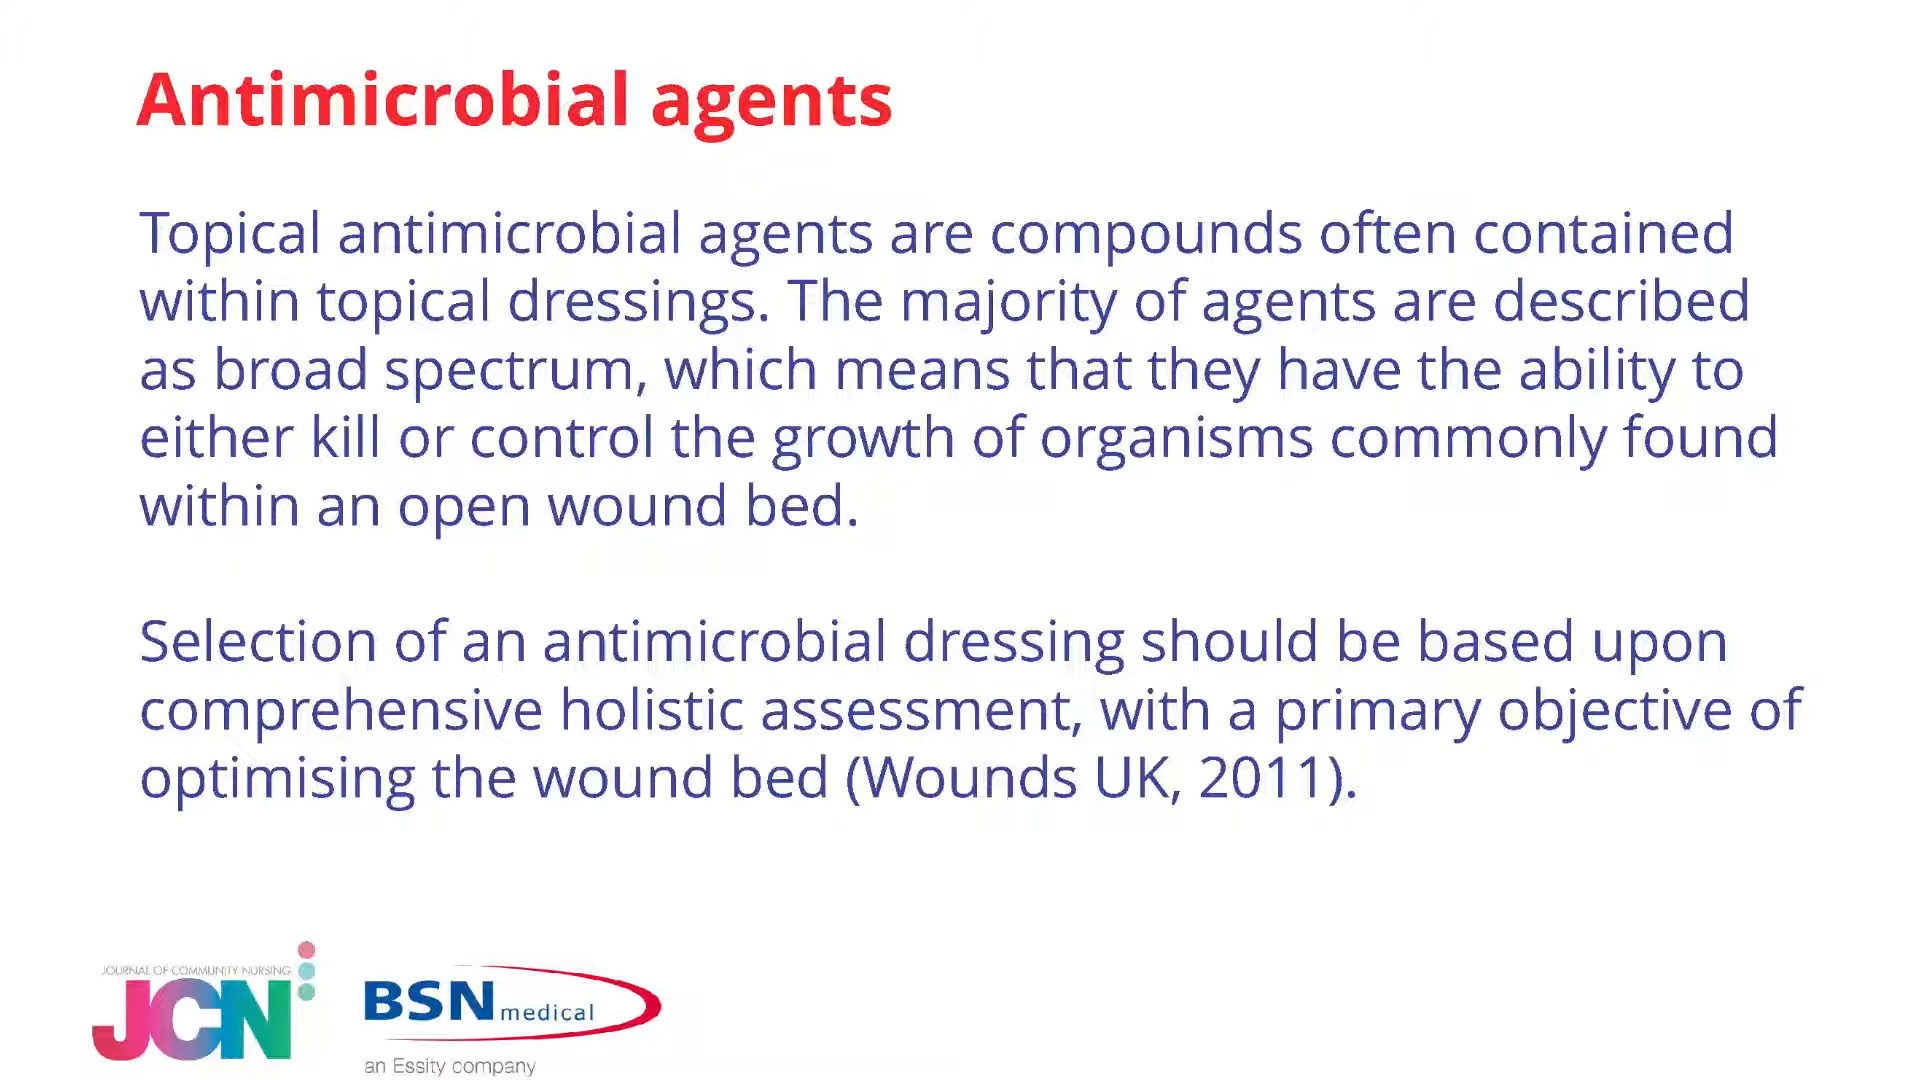 Antimicrobial agents
Topical antimicrobial agents are compounds often contained
within topical dressings. The majority of agents are described
as broad spectrum, which means that they have the ability to
either kill or control the growth of organisms commonly found
within an open wound bed.
Selection of an antimicrobial dressing should be based upon
comprehensive holistic assessment, with a primary objective of
optimising the wound bed (Wounds UK, 2011).
JOURNAL OF COMMUNITY NURSING
JCN
BSN medical
an Essity company